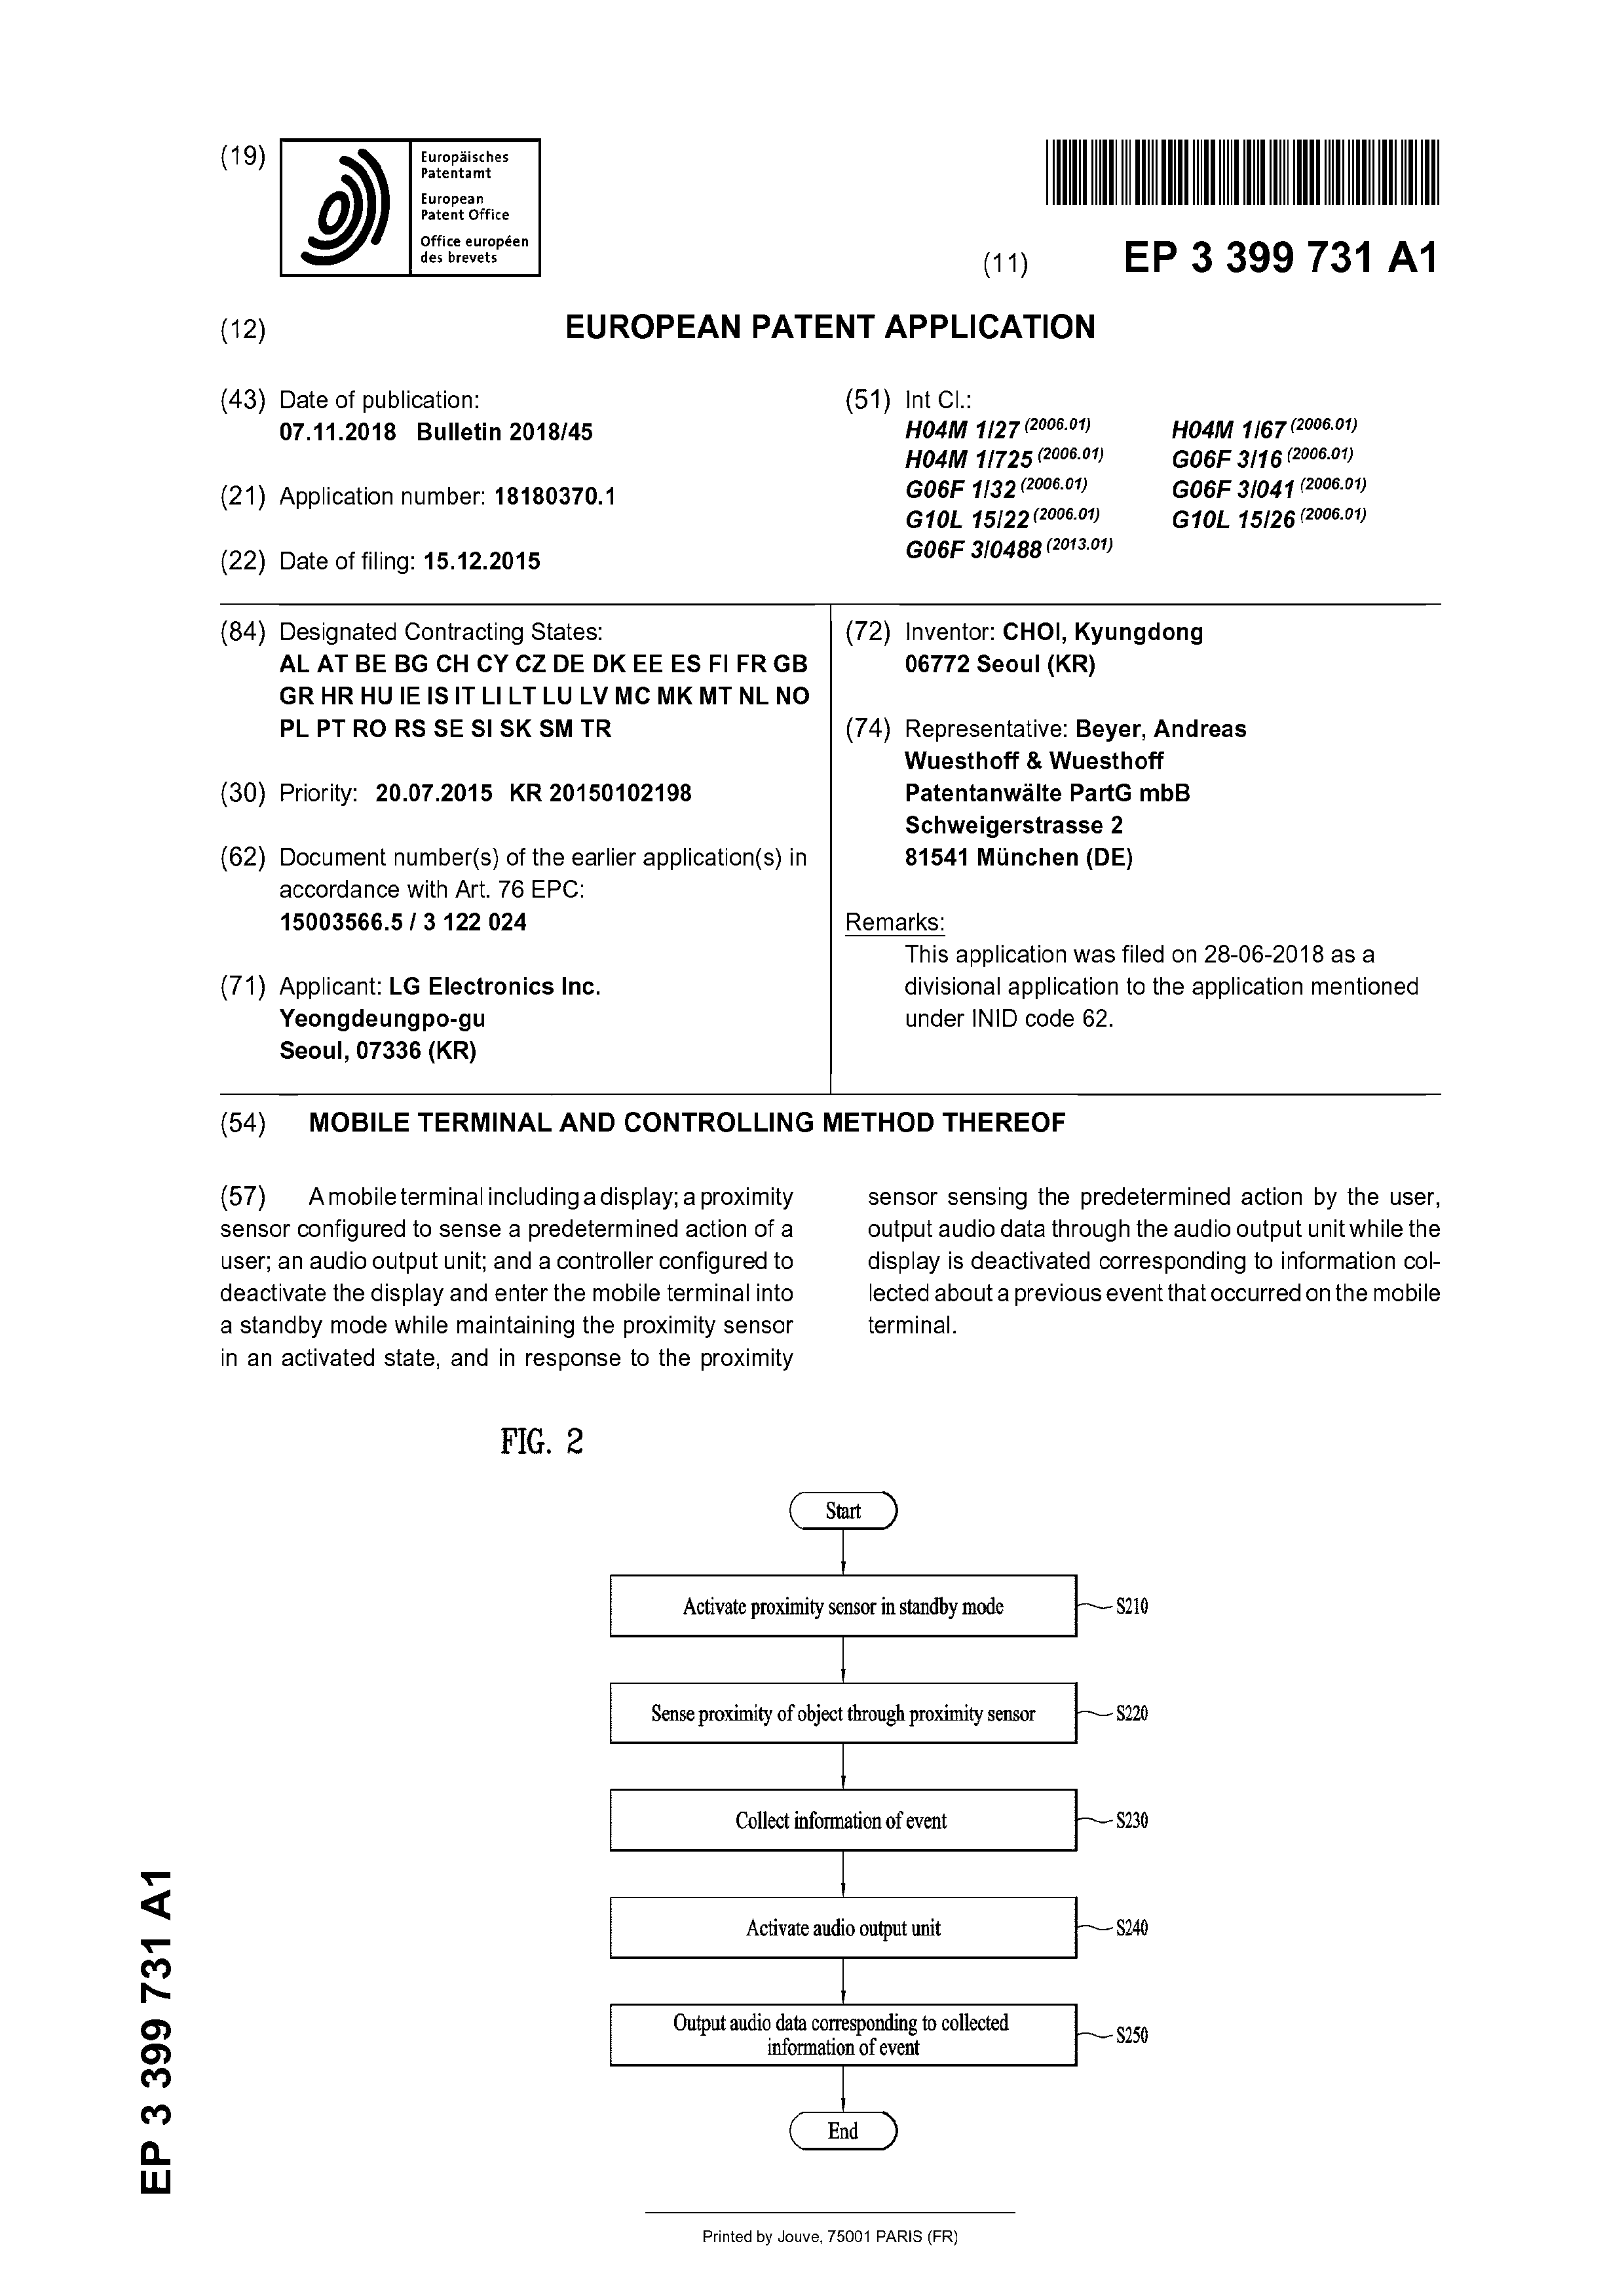 (19)
Europäisches
Patentamt
European
Patent Office
Office européen
des brevets
(11)
EP 3 399 731 A1
(12)
EUROPEAN PATENT APPLICATION
(43) Date of publication:
07.11.2018 Bulletin 2018/45
(21) Application number: 18180370.1
(22) Date of filing: 15.12.2015
(51) Int Cl.:
H04M 1/27 (2006.01) H04M 1/67 (2006.01)
H04M 1/725 (2006.01) G06F 3/16 (2006.01)
G06F 1/32 (2006.01) G06F 3/041 (2006.01)
G10L 15/22 (2006.01) G10L 15/26 (2006.01)
G06F 3/0488 (2013.01)
(84) Designated Contracting States:
AL AT BE BG CH CY CZ DE DK EE ES FI FR GB
GR HR HU IE IS IT LI LT LU LV MC MK MT NL NO
PL PT RO RS SE SI SK SM TR
(30) Priority: 20.07.2015 KR 20150102198
(62) Document number(s) of the earlier application(s) in
accordance with Art. 76 EPC:
15003566.5 / 3 122 024
(71) Applicant: LG Electronics Inc.
Yeongdeungpo-gu
Seoul, 07336 (KR)
(72) Inventor: CHOI, Kyungdong
06772 Seoul (KR)
(74) Representative: Beyer, Andreas
Wuesthoff & Wuesthoff
Patentanwälte PartG mbB
Schweigerstrasse 2
81541 München (DE)
Remarks:
This application was filed on 28-06-2018 as a
divisional application to the application mentioned
under INID code 62.
(54) MOBILE TERMINAL AND CONTROLLING METHOD THEREOF
(57) A mobile terminal including a display; a proximity
sensor configured to sense a predetermined action of a
user; an audio output unit; and a controller configured to
deactivate the display and enter the mobile terminal into
a standby mode while maintaining the proximity sensor
in an activated state, and in response to the proximity
sensor sensing the predetermined action by the user,
output audio data through the audio output unit while the
display is deactivated corresponding to information col-
lected about a previous event that occurred on the mobile
terminal.
FIG. 2
Start
Activate proximity sensor in standby mode
S210
Sense proximity of object through proximity sensor
S220
Collect information of event
S230
Activate audio output unit
S240
Output audio data corresponding to collected
information of event
S250
End
EP 3 399 731 A1
Printed by Jouve, 75001 PARIS (FR)